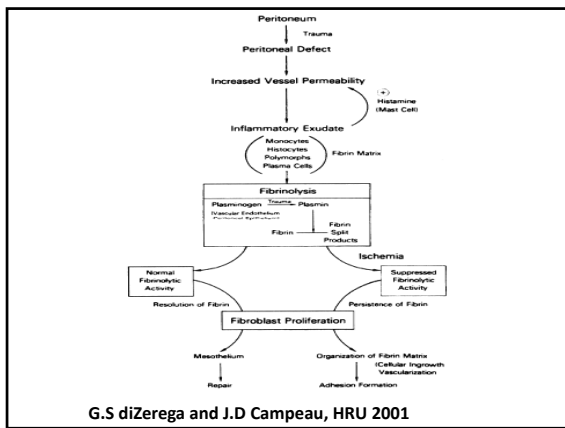 Peritoneum
Trauma
Peritoneal Defect
Increased Vessel Permeability
+
Histamine
(Mast Cell)
Inflammatory Exudate
Monocytes
Histocytes
Polymorphs
Plasma Cells
Fibrin Matrix
Fibrinolysis
Plasminogen Trauma Plasmin
(Vascular Endothelium
Fibrin
Fibrin
Split
Products
Ischemia
Normal
Fibrinolytic
Activity
Suppressed
Fibrinolytic
Activity
Resolution of Fibrin
Persistence of Fibrin
Fibroblast Proliferation
Mesothelium
Organization of Fibrin Matrix
(Cellular Ingrowth
Vascularization
Repair
Adhesion Formation
G.S diZerega and J.D Campeau, HRU 2001